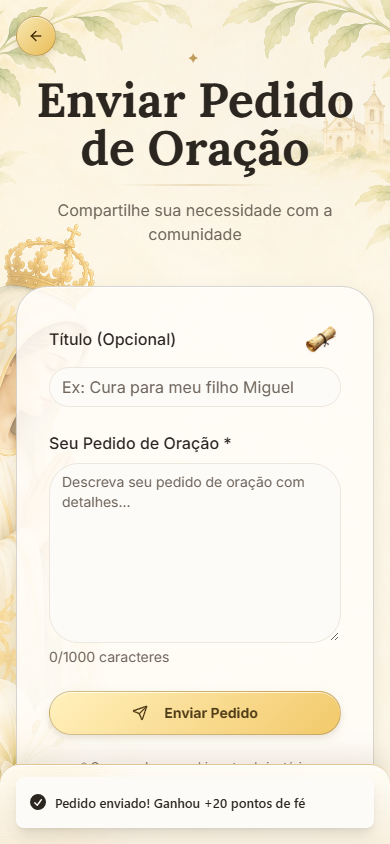 Enviar Pedido
de Oração
Compartilhe sua necessidade com a
comunidade
Título (Opcional)
Ex: Cura para meu filho Miguel
Seu Pedido de Oração *
Descreva seu pedido de oração com
detalhes...
0/1000 caracteres
Enviar Pedido
Pedido enviado! Ganhou +20 pontos de fé